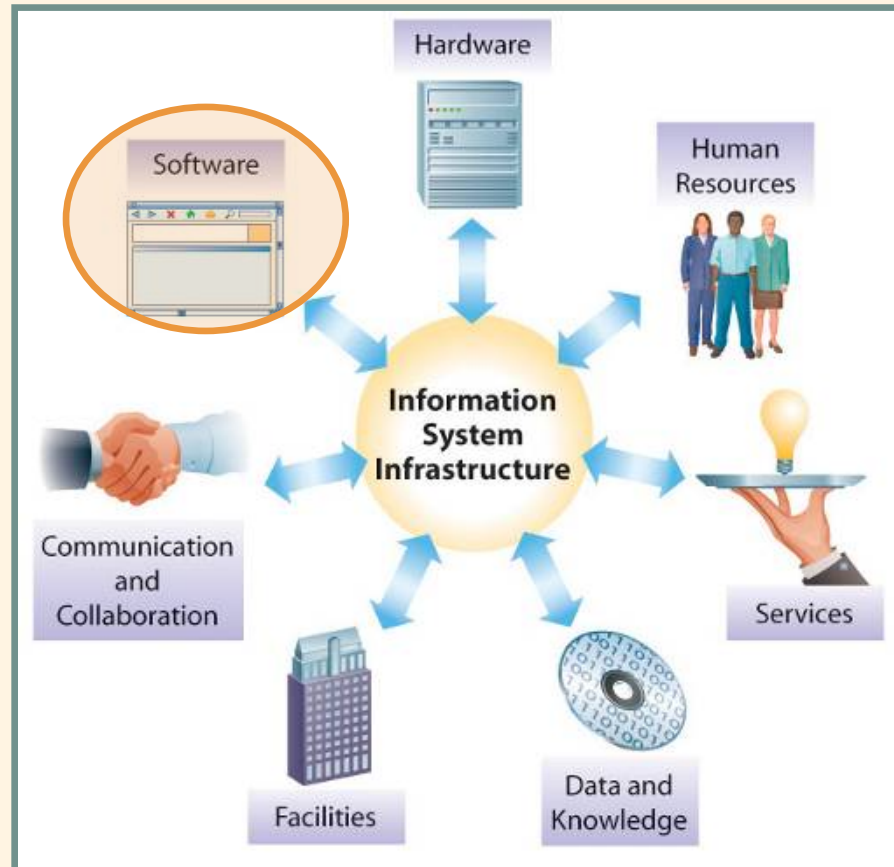 Hardware
Software
Human
Resources
Information
System
Infrastructure
Communication
and
Collaboration
Services
Facilities
Data and
Knowledge